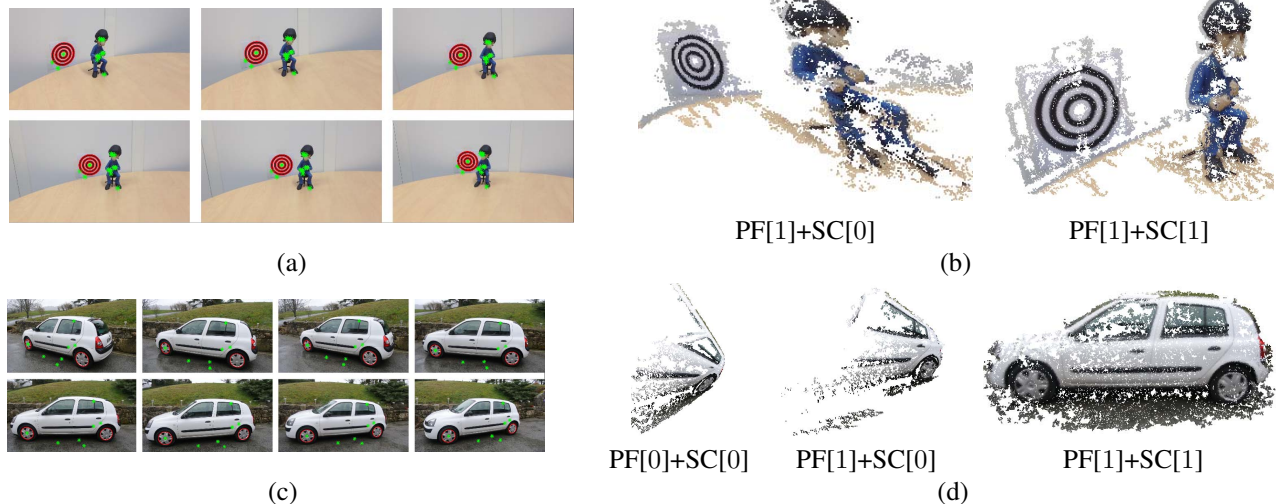 PF[1]+SC[0]
PF[1]+SC[1]
(a)
(b)
PF[0]+SC[0]
PF[1]+SC[0]
PF[1]+SC[1]
(c)
(d)